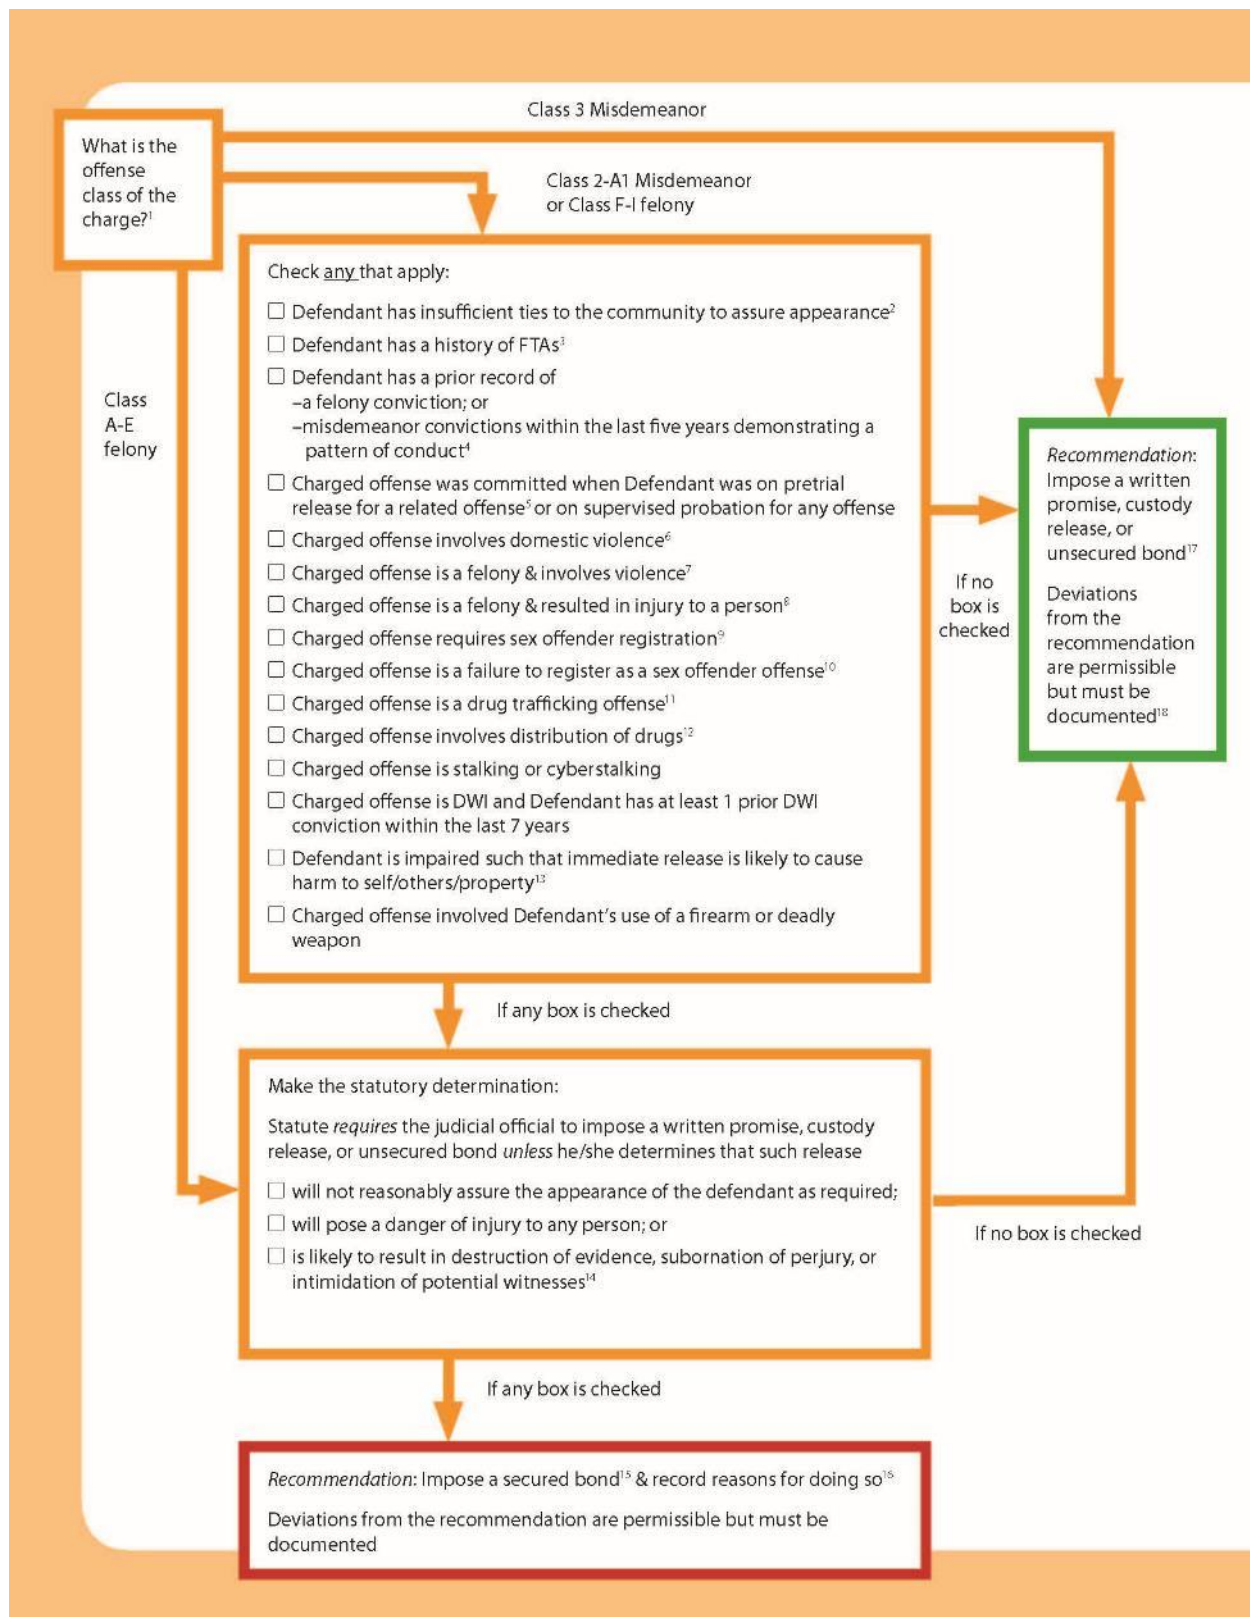 Class 3 Misdemeanor
What is the
offense
class of the
charge?¹
Class 2-A1 Misdemeanor
or Class F-I felony
Class
A-E
felony
Check any that apply:
☐ Defendant has insufficient ties to the community to assure appearance²
☐ Defendant has a history of FTAs³
☐ Defendant has a prior record of
–a felony conviction; or
–misdemeanor convictions within the last five years demonstrating a
pattern of conduct⁴
☐ Charged offense was committed when Defendant was on pretrial
release for a related offense⁵ or on supervised probation for any offense
☐ Charged offense involves domestic violence⁶
☐ Charged offense is a felony & involves violence⁷
☐ Charged offense is a felony & resulted in injury to a person⁸
☐ Charged offense requires sex offender registration⁹
☐ Charged offense is a failure to register as a sex offender offense¹⁰
☐ Charged offense is a drug trafficking offense¹¹
☐ Charged offense involves distribution of drugs¹²
☐ Charged offense is stalking or cyberstalking
☐ Charged offense is DWI and Defendant has at least 1 prior DWI
conviction within the last 7 years
☐ Defendant is impaired such that immediate release is likely to cause
harm to self/others/property¹³
☐ Charged offense involved Defendant's use of a firearm or deadly
weapon
If no
box is
checked
Recommendation:
Impose a written
promise, custody
release, or
unsecured bond¹⁷
Deviations
from the
recommendation
are permissible
but must be
documented¹⁸
If any box is checked
Make the statutory determination:
Statute requires the judicial official to impose a written promise, custody
release, or unsecured bond unless he/she determines that such release
☐ will not reasonably assure the appearance of the defendant as required;
☐ will pose a danger of injury to any person; or
☐ is likely to result in destruction of evidence, subornation of perjury, or
intimidation of potential witnesses¹⁴
If no box is checked
If any box is checked
Recommendation: Impose a secured bond¹⁵ & record reasons for doing so¹⁶
Deviations from the recommendation are permissible but must be
documented